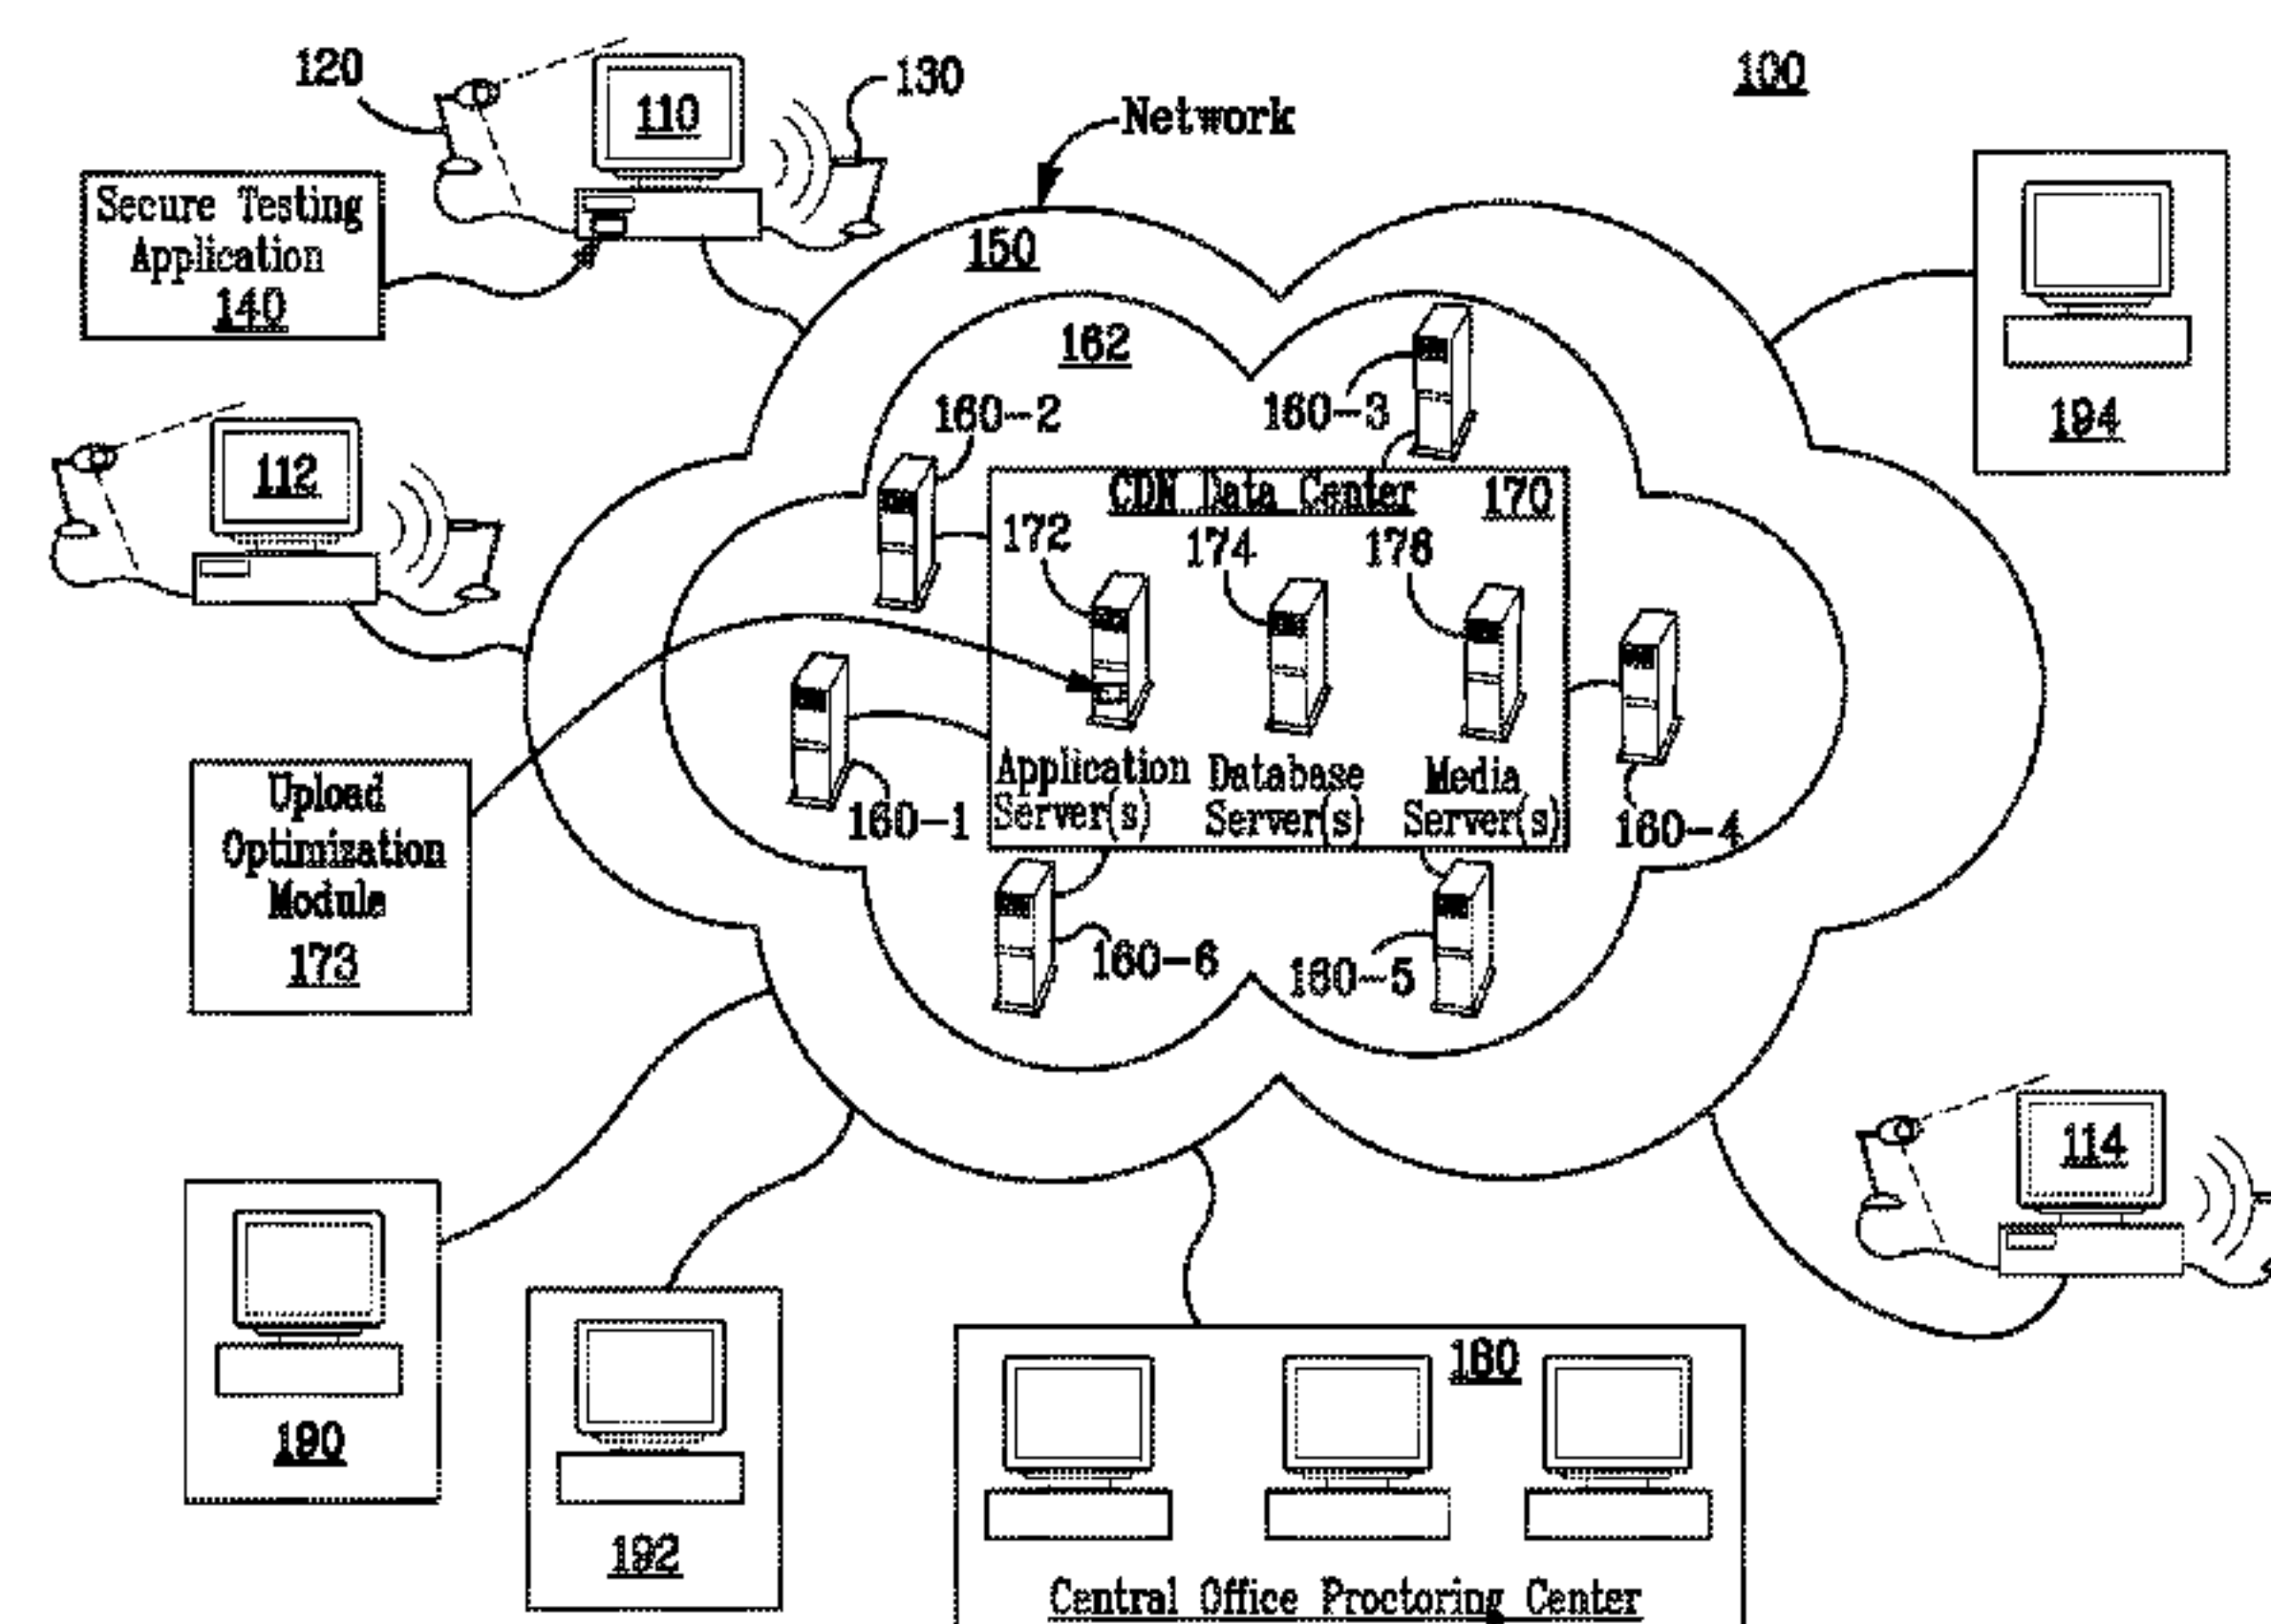 120
110
130
Network
100
Secure Testing
Application
140
150
162
160-2
160-3
194
112
CDN Data Center
170
172
174
176
Application
Server(s)
Database
Server(s)
Media
Server(s)
160-1
160-4
Upload
Optimization
Module
173
160-6
160-5
114
190
192
180
Central Office Proctoring Center